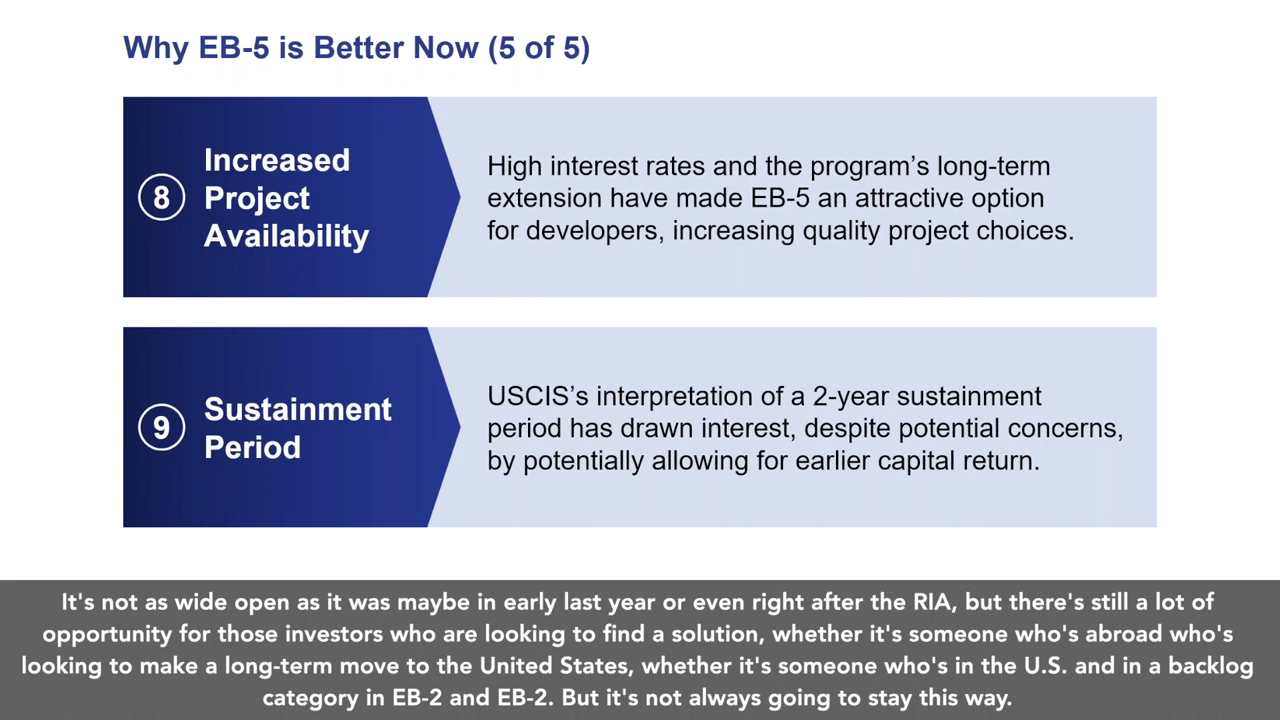 Why EB-5 is Better Now (5 of 5)
8
Increased
Project
Availability
High interest rates and the program’s long-term
extension have made EB-5 an attractive option
for developers, increasing quality project choices.
9
Sustainment
Period
USCIS’s interpretation of a 2-year sustainment
period has drawn interest, despite potential concerns,
by potentially allowing for earlier capital return.
It's not as wide open as it was maybe in early last year or even right after the RIA, but there's still a lot of
opportunity for those investors who are looking to find a solution, whether it's someone who's abroad who's
looking to make a long-term move to the United States, whether it's someone who's in the U.S. and in a backlog
category in EB-2 and EB-2. But it's not always going to stay this way.